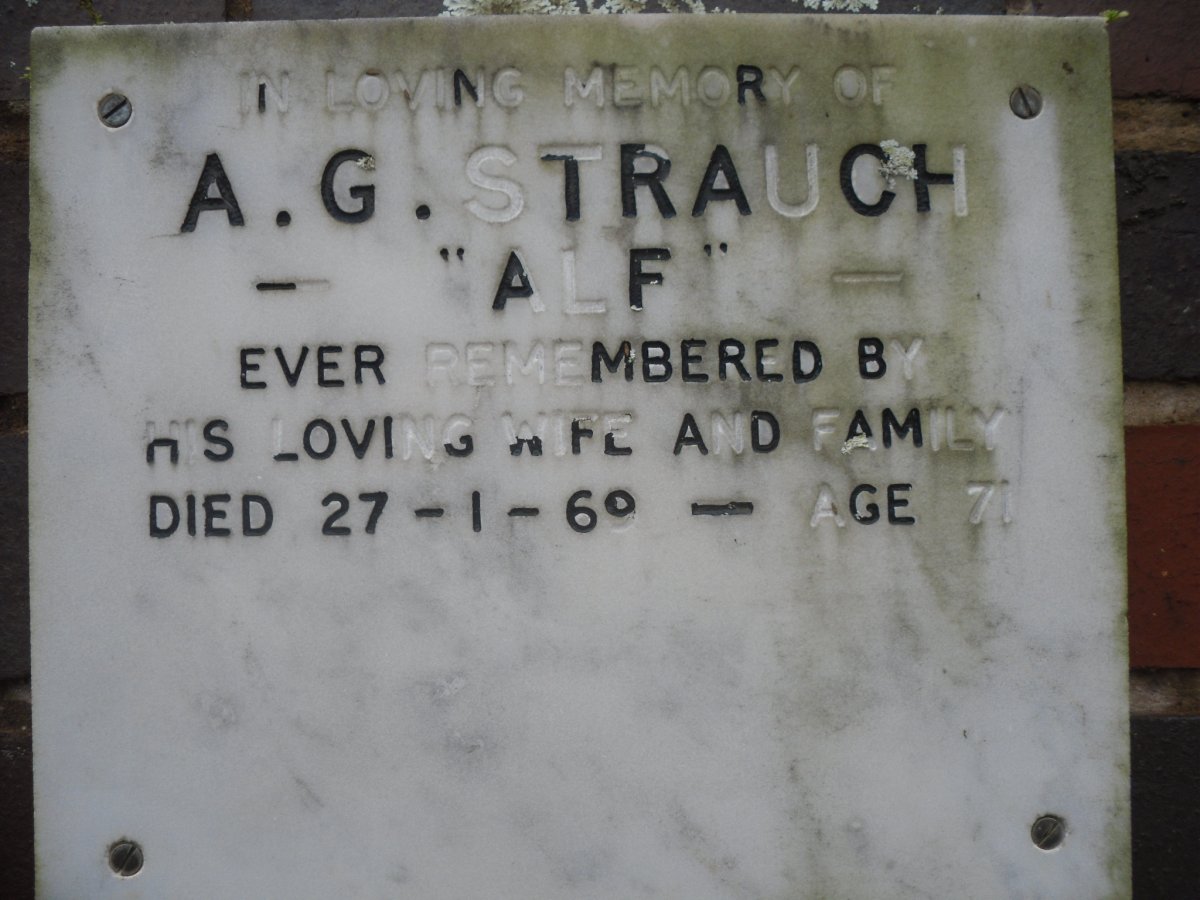 IN LOVING MEMORY OF
A. G. STRAUCH
— "ALF" —
EVER REMEMBERED BY
HIS LOVING WIFE AND FAMILY
DIED 27-1-69 — AGE 71